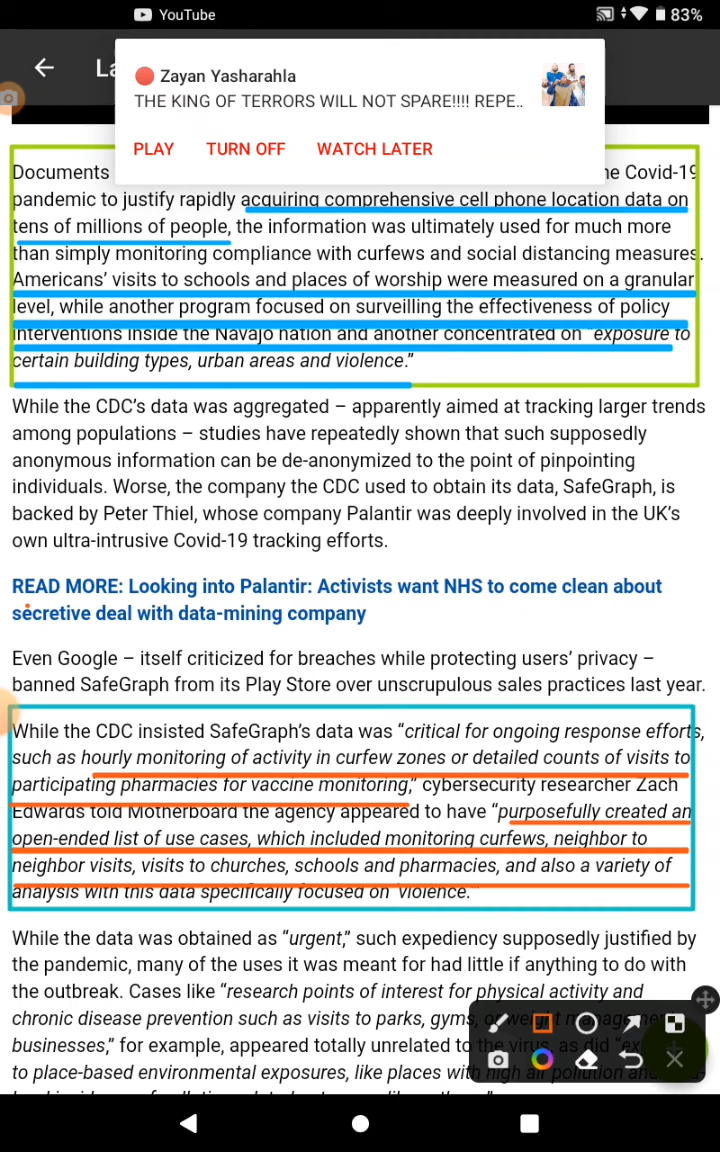 YouTube
83%
La
Zayan Yasharahla
THE KING OF TERRORS WILL NOT SPARE!!!! REPE..
PLAY TURN OFF WATCH LATER
Documents he Covid-19
pandemic to justify rapidly acquiring comprehensive cell phone location data on
tens of millions of people, the information was ultimately used for much more
than simply monitoring compliance with curfews and social distancing measures.
Americans’ visits to schools and places of worship were measured on a granular
level, while another program focused on surveilling the effectiveness of policy
interventions inside the Navajo nation and another concentrated on “exposure to
certain building types, urban areas and violence.”
While the CDC’s data was aggregated – apparently aimed at tracking larger trends
among populations – studies have repeatedly shown that such supposedly
anonymous information can be de-anonymized to the point of pinpointing
individuals. Worse, the company the CDC used to obtain its data, SafeGraph, is
backed by Peter Thiel, whose company Palantir was deeply involved in the UK’s
own ultra-intrusive Covid-19 tracking efforts.
READ MORE: Looking into Palantir: Activists want NHS to come clean about
secretive deal with data-mining company
Even Google – itself criticized for breaches while protecting users’ privacy –
banned SafeGraph from its Play Store over unscrupulous sales practices last year.
While the CDC insisted SafeGraph’s data was “critical for ongoing response efforts,
such as hourly monitoring of activity in curfew zones or detailed counts of visits to
participating pharmacies for vaccine monitoring,” cybersecurity researcher Zach
Edwards told Motherboard the agency appeared to have “purposefully created an
open-ended list of use cases, which included monitoring curfews, neighbor to
neighbor visits, visits to churches, schools and pharmacies, and also a variety of
analysis with this data specifically focused on ‘violence.’”
While the data was obtained as “urgent,” such expediency supposedly justified by
the pandemic, many of the uses it was meant for had little if anything to do with
the outbreak. Cases like “research points of interest for physical activity and
chronic disease prevention such as visits to parks, gyms, or weight management
businesses,” for example, appeared totally unrelated to the virus, as did “ex
to place-based environmental exposures, like places with high air pollution and